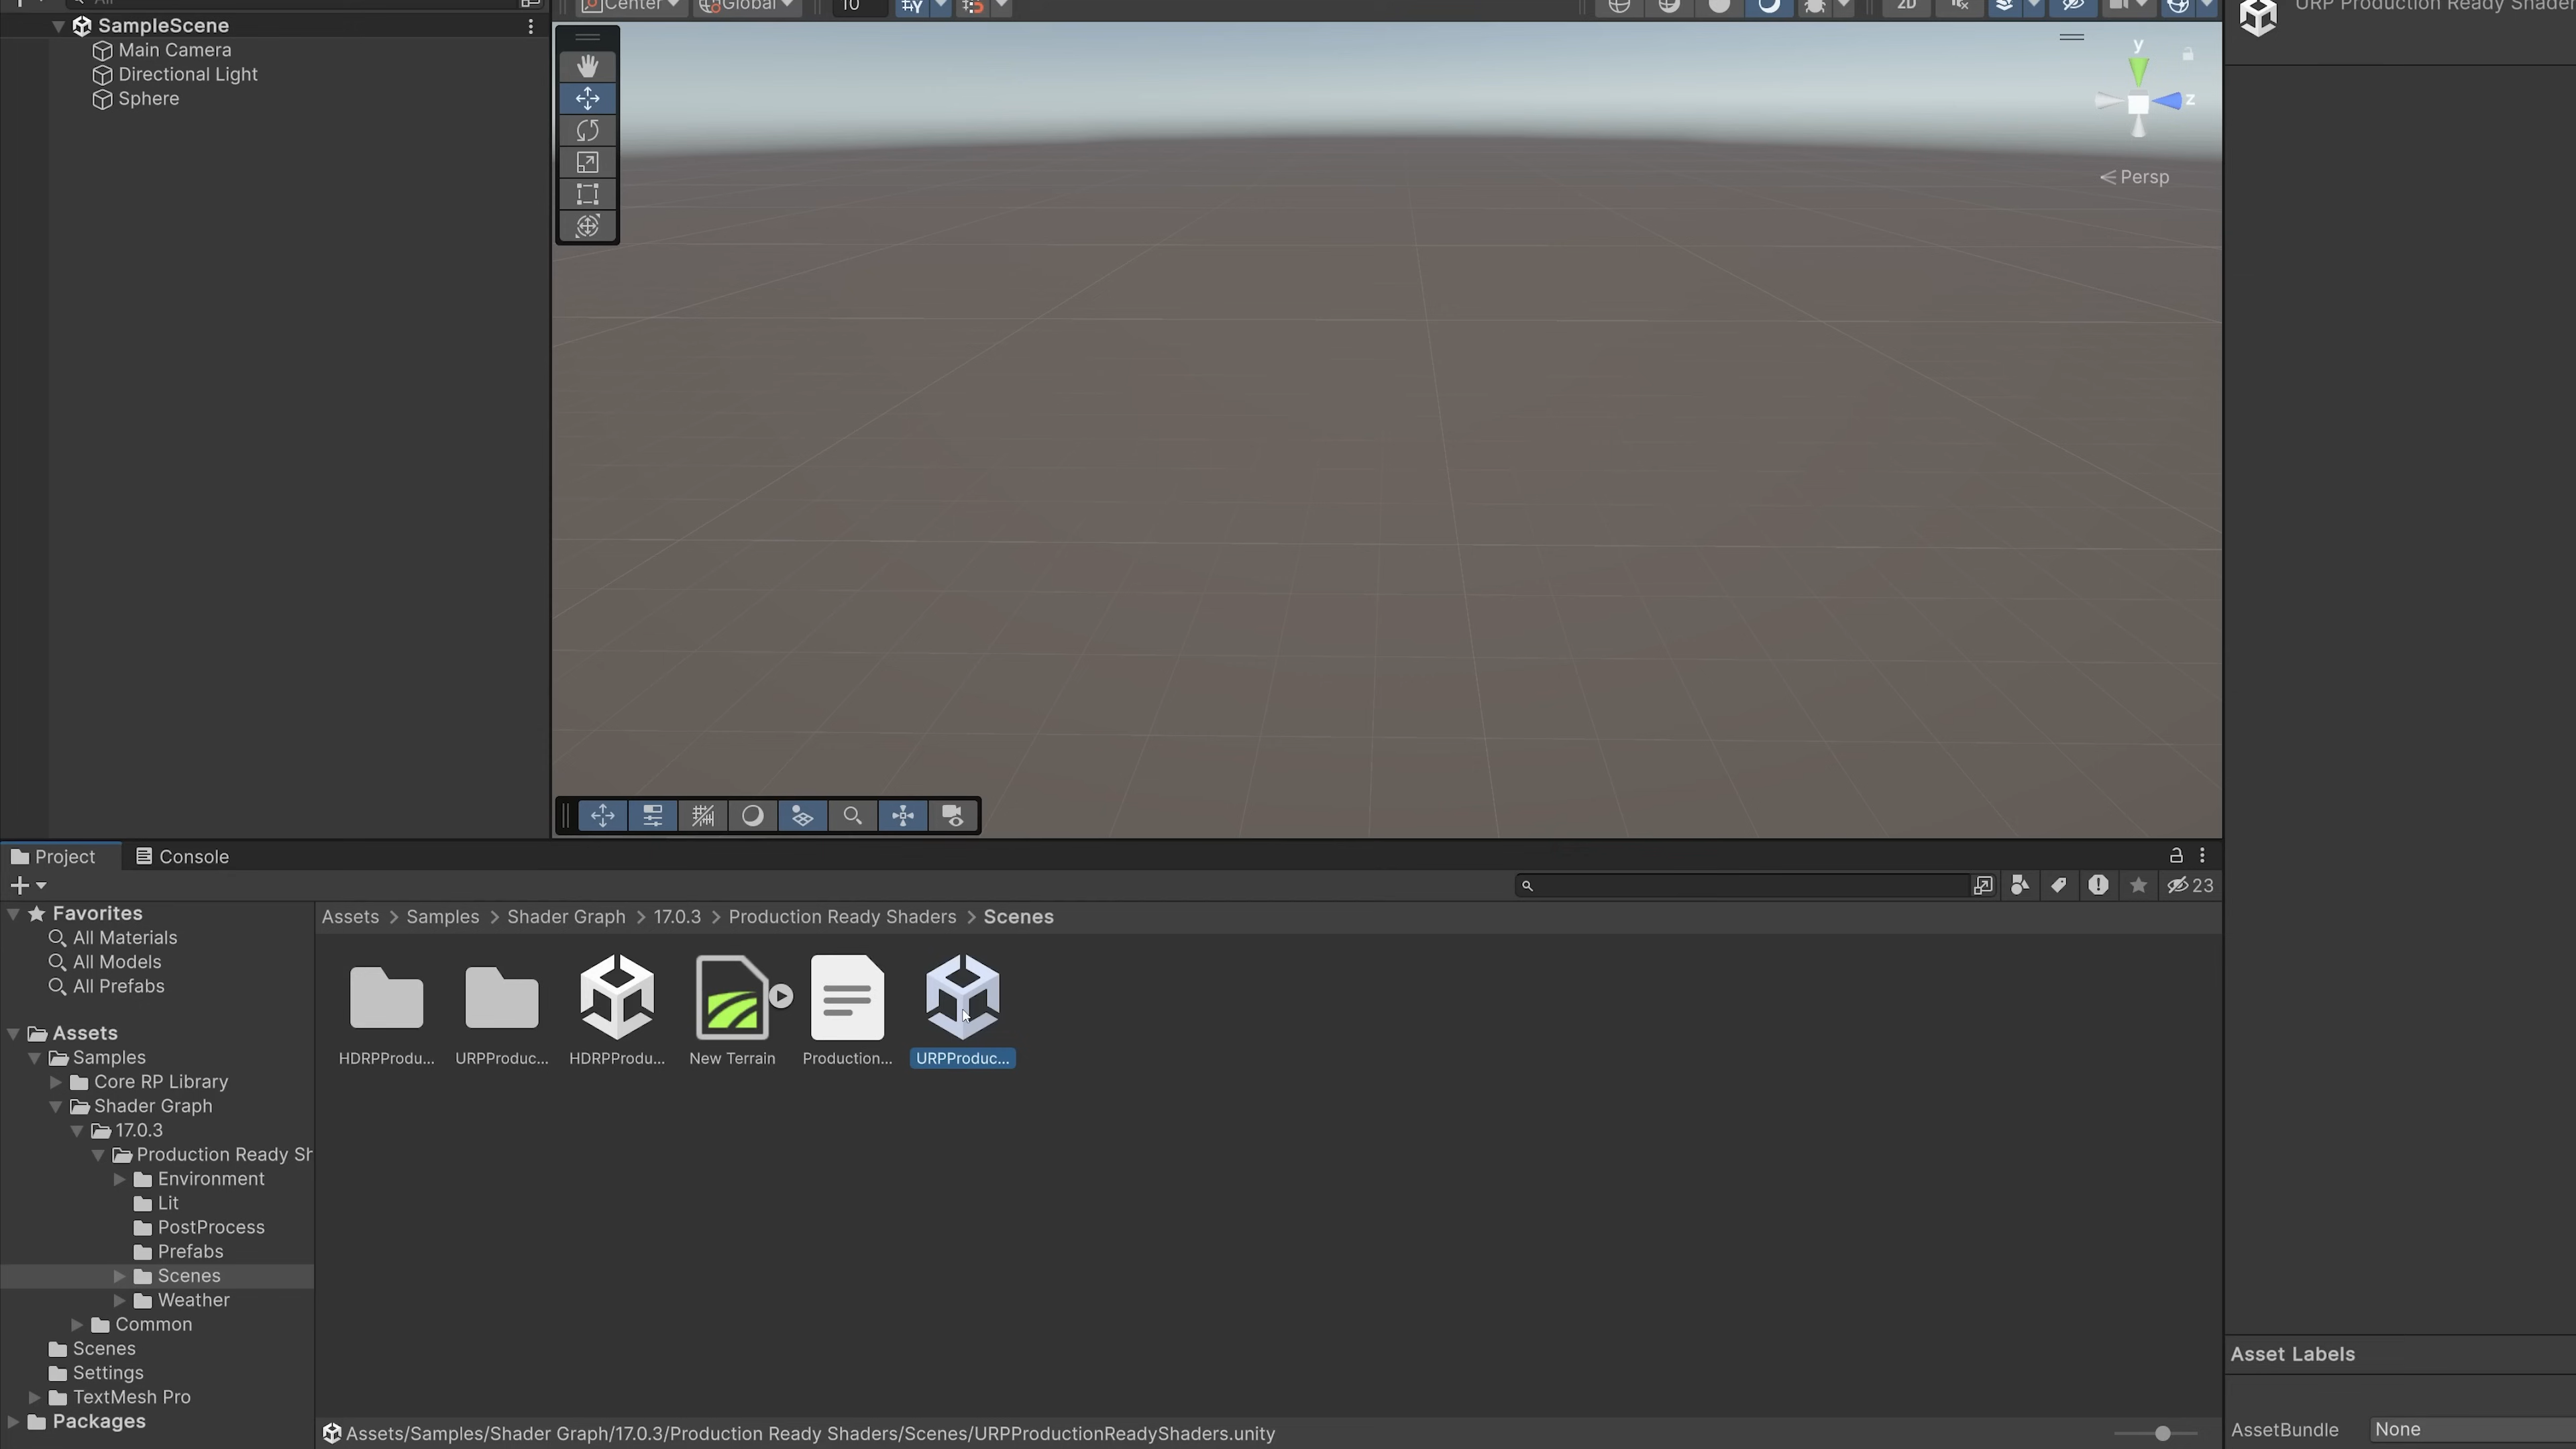 All
SampleScene
Main Camera
Directional Light
Sphere
Center
Global
10
2D
URP Production Ready Shader
y
z
Persp
Project
Console
23
Favorites
All Materials
All Models
All Prefabs
Assets
Samples
Core RP Library
Shader Graph
17.0.3
Production Ready Sh
Environment
Lit
PostProcess
Prefabs
Scenes
Weather
Common
Scenes
Settings
TextMesh Pro
Packages
Assets > Samples > Shader Graph > 17.0.3 > Production Ready Shaders > Scenes
HDRPProdu...
URPProduc...
HDRPProdu...
New Terrain
Production...
URPProduc...
Assets/Samples/Shader Graph/17.0.3/Production Ready Shaders/Scenes/URPProductionReadyShaders.unity
Asset Labels
AssetBundle
None